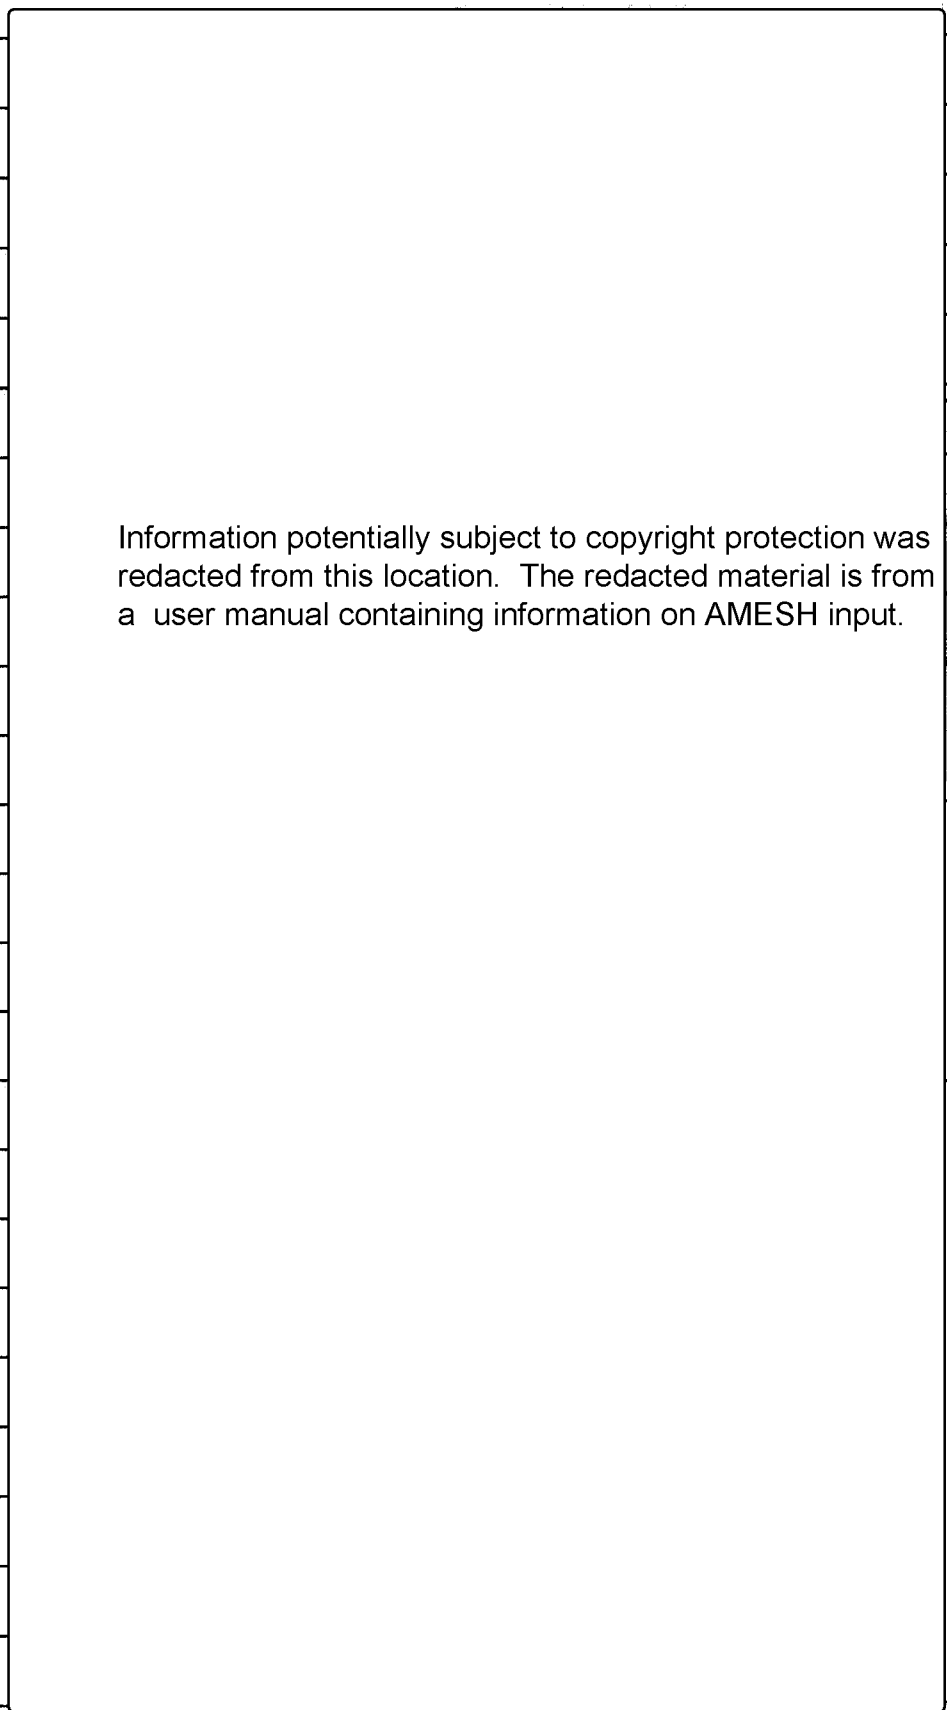 Information potentially subject to copyright protection was
redacted from this location.  The redacted material is from
a  user manual containing information on AMESH input.